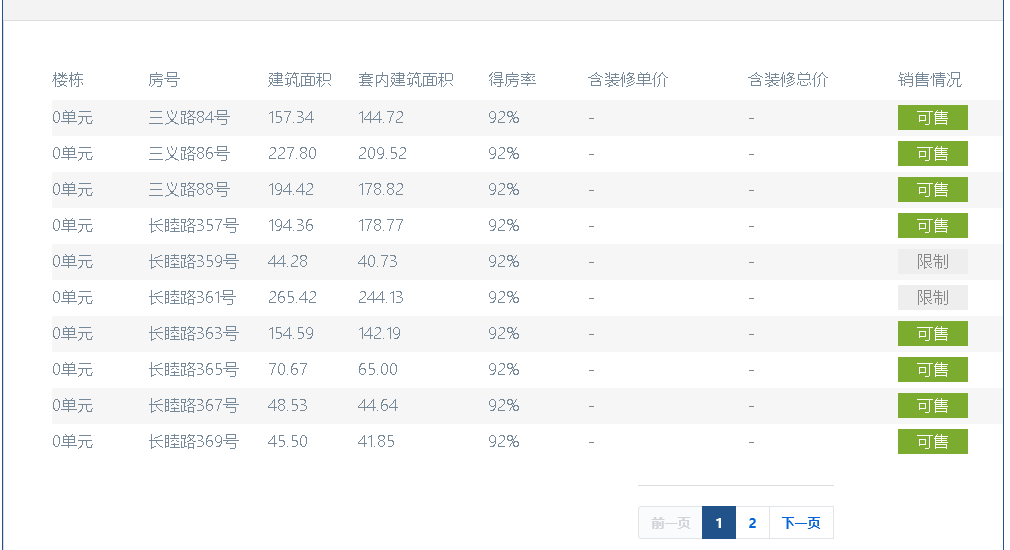 楼栋 房号 建筑面积 套内建筑面积 得房率 含装修单价 含装修总价 销售情况
0单元 三义路84号 157.34 144.72 92% - - 可售
0单元 三义路86号 227.80 209.52 92% - - 可售
0单元 三义路88号 194.42 178.82 92% - - 可售
0单元 长睦路357号 194.36 178.77 92% - - 可售
0单元 长睦路359号 44.28 40.73 92% - - 限制
0单元 长睦路361号 265.42 244.13 92% - - 限制
0单元 长睦路363号 154.59 142.19 92% - - 可售
0单元 长睦路365号 70.67 65.00 92% - - 可售
0单元 长睦路367号 48.53 44.64 92% - - 可售
0单元 长睦路369号 45.50 41.85 92% - - 可售
前一页 1 2 下一页